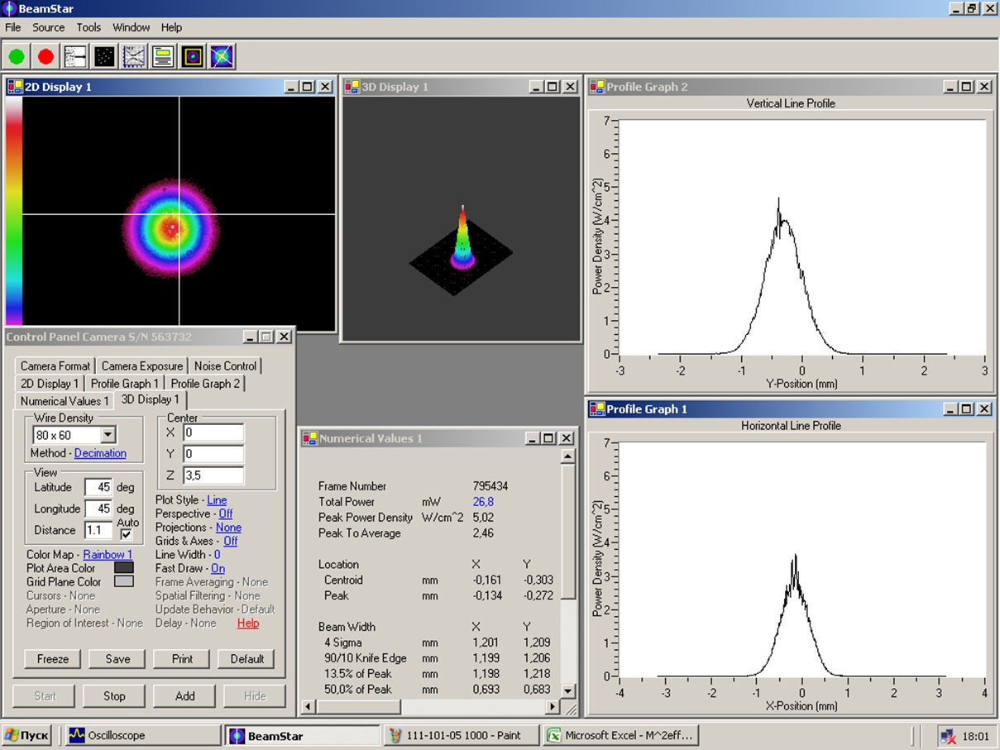 BeamStar
File Source Tools Window Help
2D Display 1
3D Display 1
Profile Graph 2
Vertical Line Profile
7
6
5
4
3
2
1
0
Power Density [W/cm^2]
-3 -2 -1 0 1 2 3
Y-Position (mm)
Control Panel Camera S/N 563732
Camera Format Camera Exposure Noise Control
2D Display 1 Profile Graph 1 Profile Graph 2
Numerical Values 1 3D Display 1
Wire Density
80 x 60
Method - Decimation
View
Latitude 45 deg
Longitude 45 deg
Distance 1.1 Auto
Color Map - Rainbow 1
Plot Area Color
Grid Plane Color
Cursors - None
Aperture - None
Region of Interest - None
Center
X 0
Y 0
Z 3,5
Plot Style - Line
Perspective - Off
Projections - None
Grids & Axes - Off
Line Width - 0
Fast Draw - On
Frame Averaging - None
Spatial Filtering - None
Update Behavior - Default
Delay - None Help
Freeze Save Print Default
Start Stop Add Hide
Numerical Values 1
Frame Number 795434
Total Power mW 26,8
Peak Power Density W/cm^2 5,02
Peak To Average 2,46
Location X Y
Centroid mm -0,161 -0,303
Peak mm -0,134 -0,272
Beam Width X Y
4 Sigma mm 1,201 1,209
90/10 Knife Edge mm 1,199 1,206
13.5% of Peak mm 1,198 1,218
50,0% of Peak mm 0,693 0,683
Profile Graph 1
Horizontal Line Profile
7
6
5
4
3
2
1
0
Power Density [W/cm^2]
-4 -3 -2 -1 0 1 2 3 4
X-Position (mm)
Пуск Oscilloscope BeamStar 111-101-05 1000 - Paint Microsoft Excel - M^2eff... 18:01